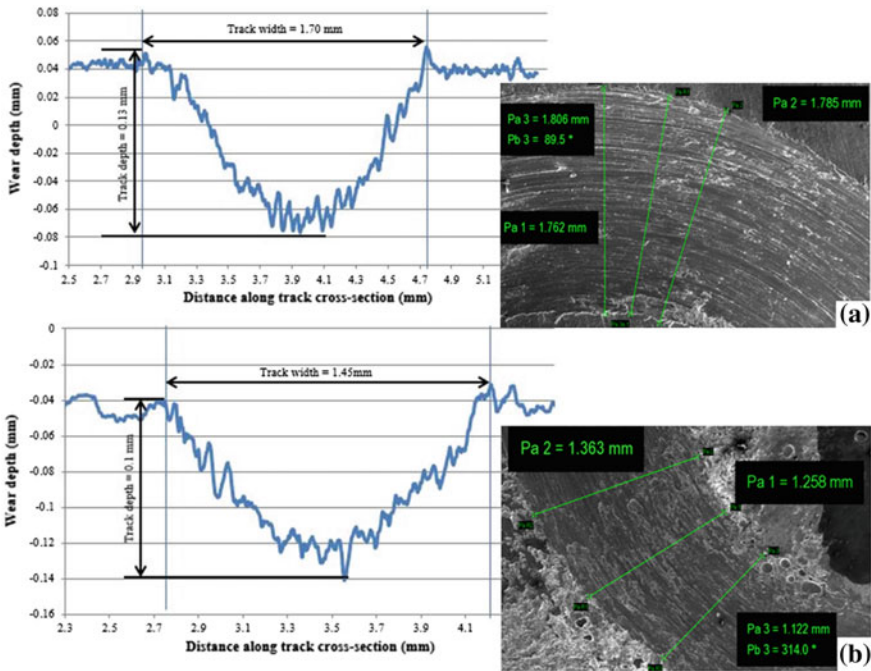 0.08
0.06
0.04
0.02
0
-0.02
-0.04
-0.06
-0.08
-0.1
Wear depth (mm)
Track width = 1.70 mm
Track depth = 0.13 mm
2.5 2.7 2.9 3.1 3.3 3.5 3.7 3.9 4.1 4.3 4.5 4.7 4.9 5.1
Distance along track cross-section (mm)
Pa 3 = 1.806 mm
Pb 3 = 89.5 °
Pa 2 = 1.785 mm
Pa 1 = 1.762 mm
(a)
0
-0.02
-0.04
-0.06
-0.08
-0.1
-0.12
-0.14
-0.16
Wear depth (mm)
Track width = 1.45mm
Track depth = 0.1 mm
2.3 2.5 2.7 2.9 3.1 3.3 3.5 3.7 3.9 4.1
Distance along track cross-section (mm)
Pa 2 = 1.363 mm
Pa 1 = 1.258 mm
Pa 3 = 1.122 mm
Pb 3 = 314.0 °
(b)